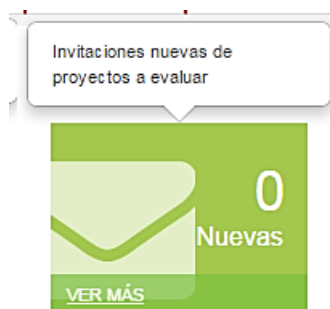 Invitaciones nuevas de
proyectos a evaluar
0
Nuevas
VER MÁS